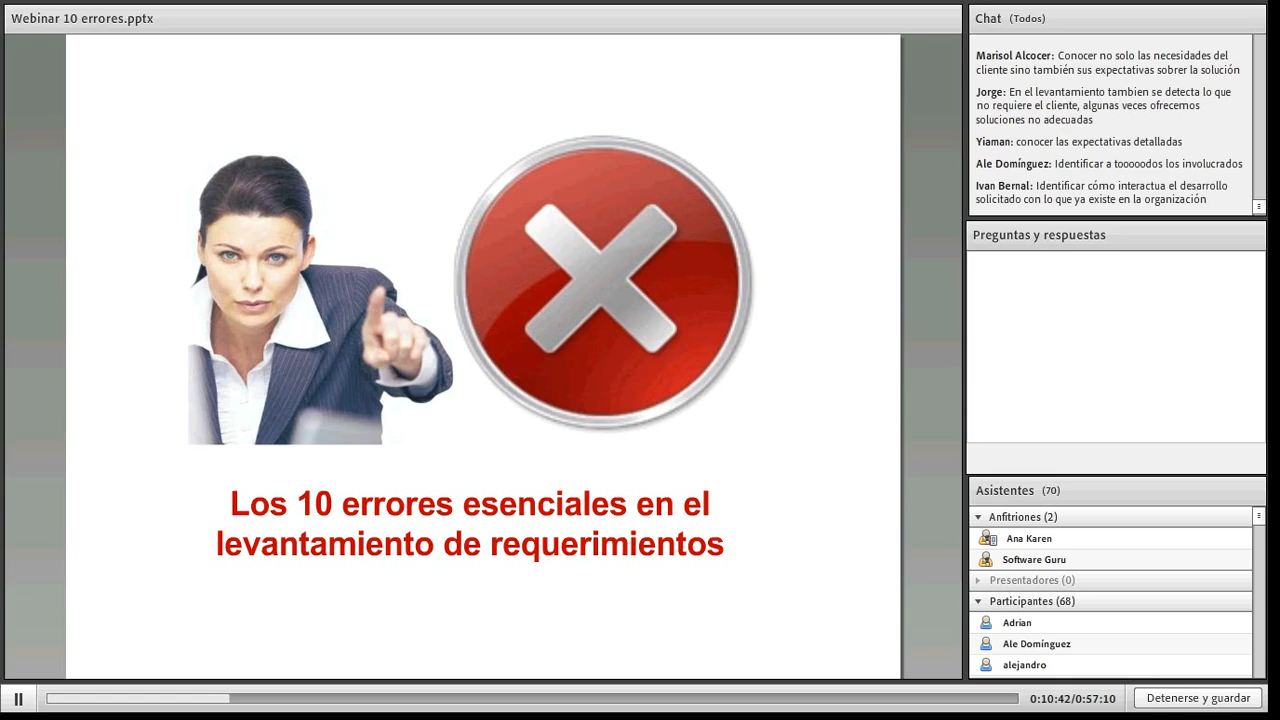 Webinar 10 errores.pptx
Los 10 errores esenciales en el
levantamiento de requerimientos
Chat (Todos)
Marisol Alcocer: Conocer no solo las necesidades del
cliente sino también sus expectativas sobrer la solución
Jorge: En el levantamiento tambien se detecta lo que
no requiere el cliente, algunas veces ofrecemos
soluciones no adecuadas
Yiaman: conocer las expectativas detalladas
Ale Domínguez: Identificar a tooooodos los involucrados
Ivan Bernal: Identificar cómo interactua el desarrollo
solicitado con lo que ya existe en la organización
Preguntas y respuestas
Asistentes (70)
Anfitriones (2)
Ana Karen
Software Guru
Presentadores (0)
Participantes (68)
Adrian
Ale Domínguez
alejandro
0:10:42/0:57:10
Detenerse y guardar